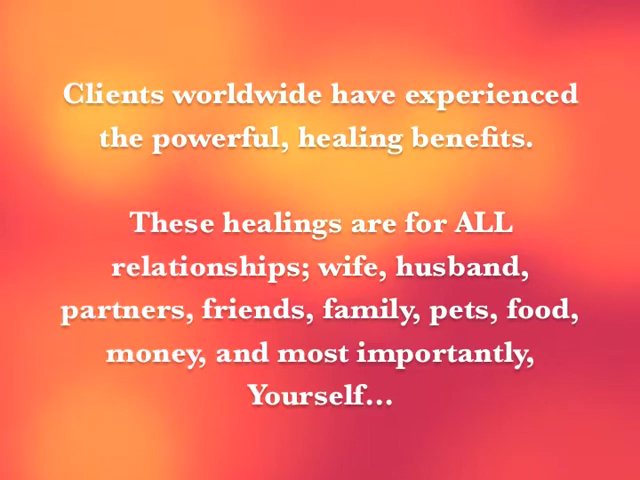 Clients worldwide have experienced
the powerful, healing benefits.
These healings are for ALL
relationships; wife, husband,
partners, friends, family, pets, food,
money, and most importantly,
Yourself...